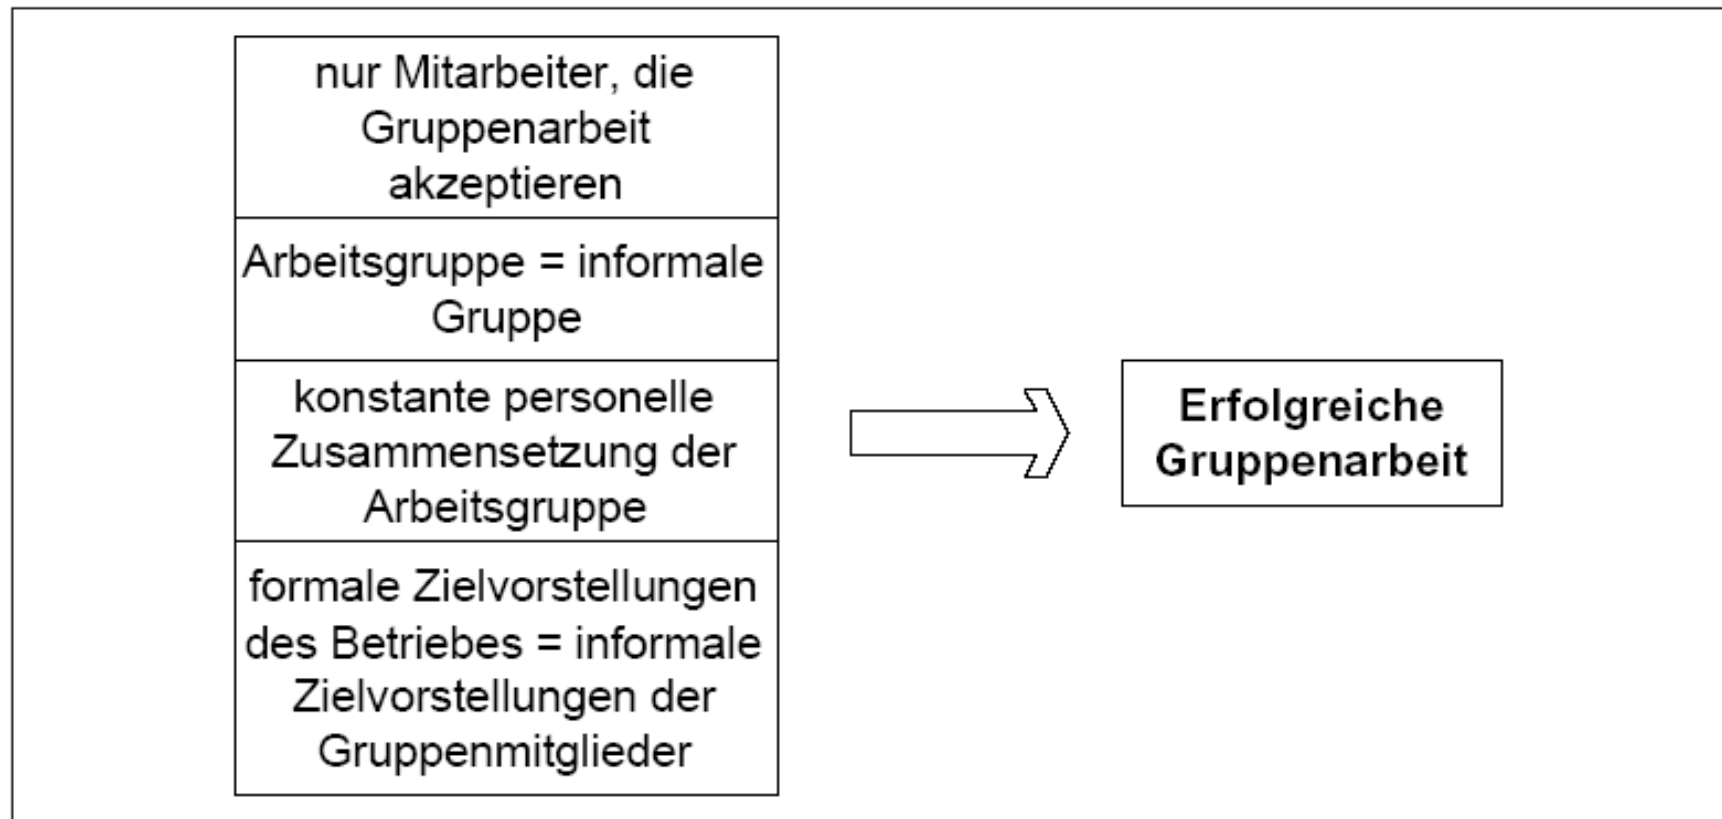 nur Mitarbeiter, die
Gruppenarbeit
akzeptieren
Arbeitsgruppe = informale
Gruppe
konstante personelle
Zusammensetzung der
Arbeitsgruppe
formale Zielvorstellungen
des Betriebes = informale
Zielvorstellungen der
Gruppenmitglieder
Erfolgreiche
Gruppenarbeit